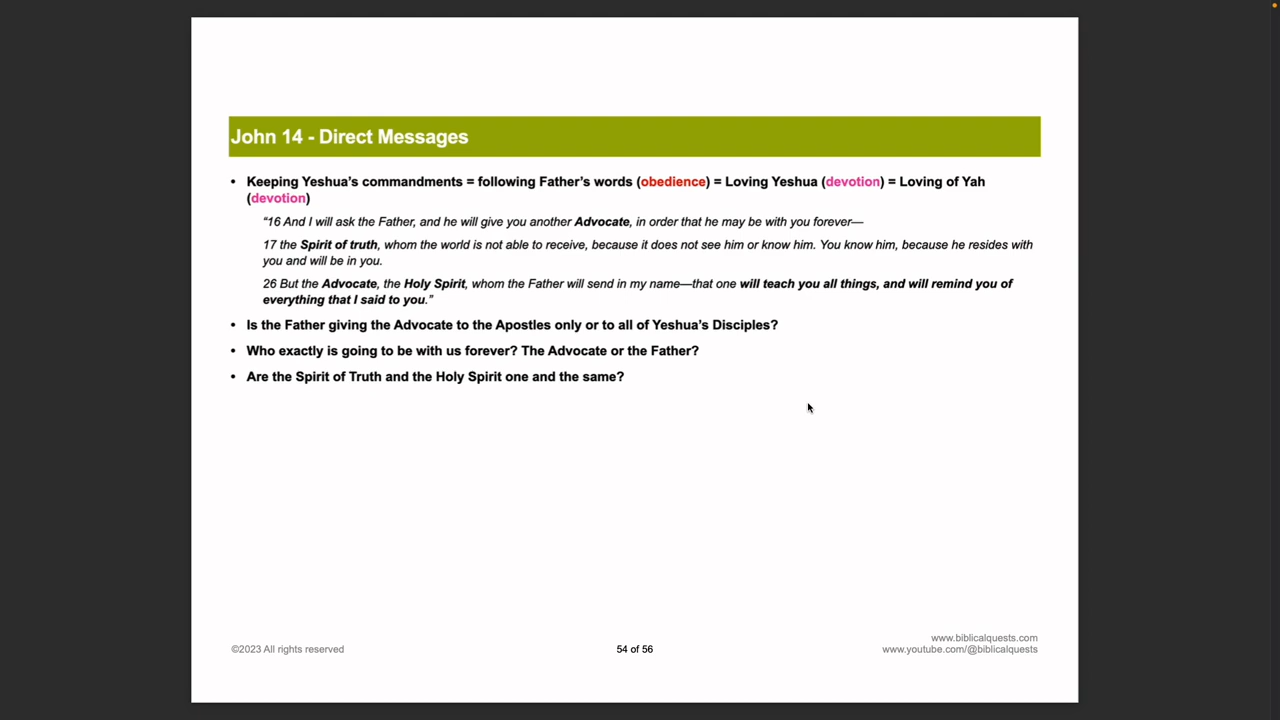 John 14 - Direct Messages
• Keeping Yeshua’s commandments = following Father’s words (obedience) = Loving Yeshua (devotion) = Loving of Yah
(devotion)
“16 And I will ask the Father, and he will give you another Advocate, in order that he may be with you forever—
17 the Spirit of truth, whom the world is not able to receive, because it does not see him or know him. You know him, because he resides with
you and will be in you.
26 But the Advocate, the Holy Spirit, whom the Father will send in my name—that one will teach you all things, and will remind you of
everything that I said to you.”
• Is the Father giving the Advocate to the Apostles only or to all of Yeshua’s Disciples?
• Who exactly is going to be with us forever? The Advocate or the Father?
• Are the Spirit of Truth and the Holy Spirit one and the same?
©2023 All rights reserved
54 of 56
www.biblicalquests.com
www.youtube.com/@biblicalquests